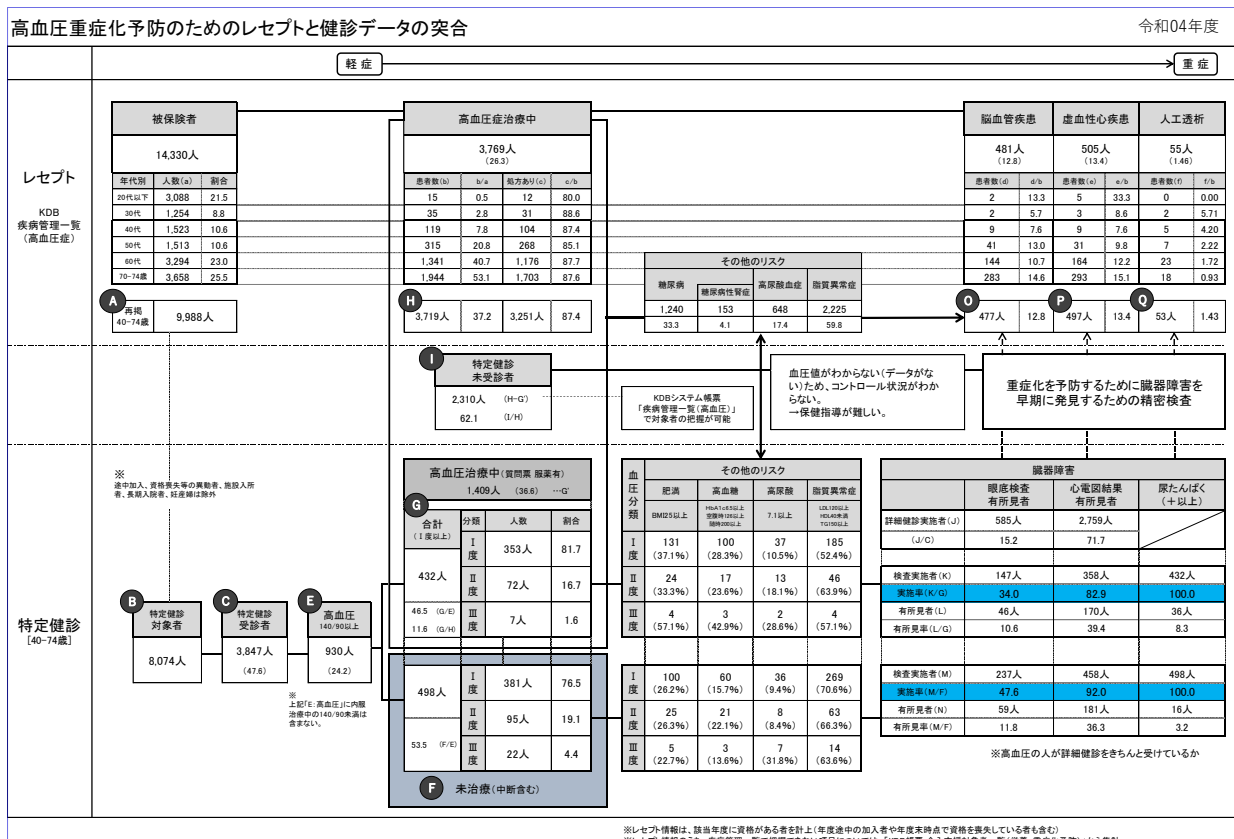 高血圧重症化予防のためのレセプトと健診データの突合
令和04年度
軽症
重症
レセプト
KDB
疾病管理一覧
(高血圧症)
被保険者
14,330人
年代別 人数(a) 割合
20代以下 3,088 21.5
30代 1,254 8.8
40代 1,523 10.6
50代 1,513 10.6
60代 3,294 23.0
70-74歳 3,658 25.5
A
再掲
40-74歳
9,988人
高血圧症治療中
3,769人
(26.3)
患者数(b) b/a 処方あり(c) c/b
15 0.5 12 80.0
35 2.8 31 88.6
119 7.8 104 87.4
315 20.8 268 85.1
1,341 40.7 1,176 87.7
1,944 53.1 1,703 87.6
H
3,719人 37.2 3,251人 87.4
その他のリスク
糖尿病 糖尿病性腎症 高尿酸血症 脂質異常症
1,240 153 648 2,225
33.3 4.1 17.4 59.8
脳血管疾患 虚血性心疾患 人工透析
481人 505人 55人
(12.8) (13.4) (1.46)
患者数(d) d/b 患者数(e) e/b 患者数(f) f/b
2 13.3 5 33.3 0 0.00
2 5.7 3 8.6 2 5.71
9 7.6 9 7.6 5 4.20
41 13.0 31 9.8 7 2.22
144 10.7 164 12.2 23 1.72
283 14.6 293 15.1 18 0.93
O P Q
477人 12.8 497人 13.4 53人 1.43
I
特定健診
未受診者
2,310人 (H-G')
62.1 (I/H)
KDBシステム帳票
「疾病管理一覧(高血圧)」
で対象者の把握が可能
血圧値がわからない(データがな
い)ため、コントロール状況がわか
らない。
→保健指導が難しい。
重症化を予防するために臓器障害を
早期に発見するための精密検査
特定健診
[40-74歳]
※
途中加入、資格喪失等の異動者、施設入所
者、長期入院者、妊産婦は除外
B
特定健診
対象者
8,074人
C
特定健診
受診者
3,847人
(47.6)
E
高血圧
140/90以上
930人
(24.2)
※
上記「E:高血圧」に内服
治療中の140/90未満は
含まない。
高血圧治療中(質問票 服薬有)
1,409人 (36.6) …G'
G
合計
(Ⅰ度以上)
分類 人数 割合
432人
46.5 (G/E)
11.6 (G/H)
Ⅰ度 353人 81.7
Ⅱ度 72人 16.7
Ⅲ度 7人 1.6
498人
53.5 (F/E)
Ⅰ度 381人 76.5
Ⅱ度 95人 19.1
Ⅲ度 22人 4.4
F 未治療(中断含む)
血圧分類
その他のリスク
肥満 高血糖 高尿酸 脂質異常症
BMI25以上
HbA1c6.5以上
空腹時126以上
随時200以上
7.1以上
LDL120以上
HDL40未満
TG150以上
Ⅰ度 131 100 37 185
(37.1%) (28.3%) (10.5%) (52.4%)
Ⅱ度 24 17 13 46
(33.3%) (23.6%) (18.1%) (63.9%)
Ⅲ度 4 3 2 4
(57.1%) (42.9%) (28.6%) (57.1%)
Ⅰ度 100 60 36 269
(26.2%) (15.7%) (9.4%) (70.6%)
Ⅱ度 25 21 8 63
(26.3%) (22.1%) (8.4%) (66.3%)
Ⅲ度 5 3 7 14
(22.7%) (13.6%) (31.8%) (63.6%)
臓器障害
眼底検査
有所見者
心電図結果
有所見者
尿たんぱく
(+以上)
詳細健診実施者(J) 585人 2,759人
(J/C) 15.2 71.7
検査実施者(K) 147人 358人 432人
実施率(K/G) 34.0 82.9 100.0
有所見者(L) 46人 170人 36人
有所見率(L/G) 10.6 39.4 8.3
検査実施者(M) 237人 458人 498人
実施率(M/F) 47.6 92.0 100.0
有所見者(N) 59人 181人 16人
有所見率(M/F) 11.8 36.3 3.2
※高血圧の人が詳細健診をきちんと受けているか
※レセプト情報は、該当年度に資格がある者を計上(年度途中の加入者や年度末時点で資格を喪失している者も含む)